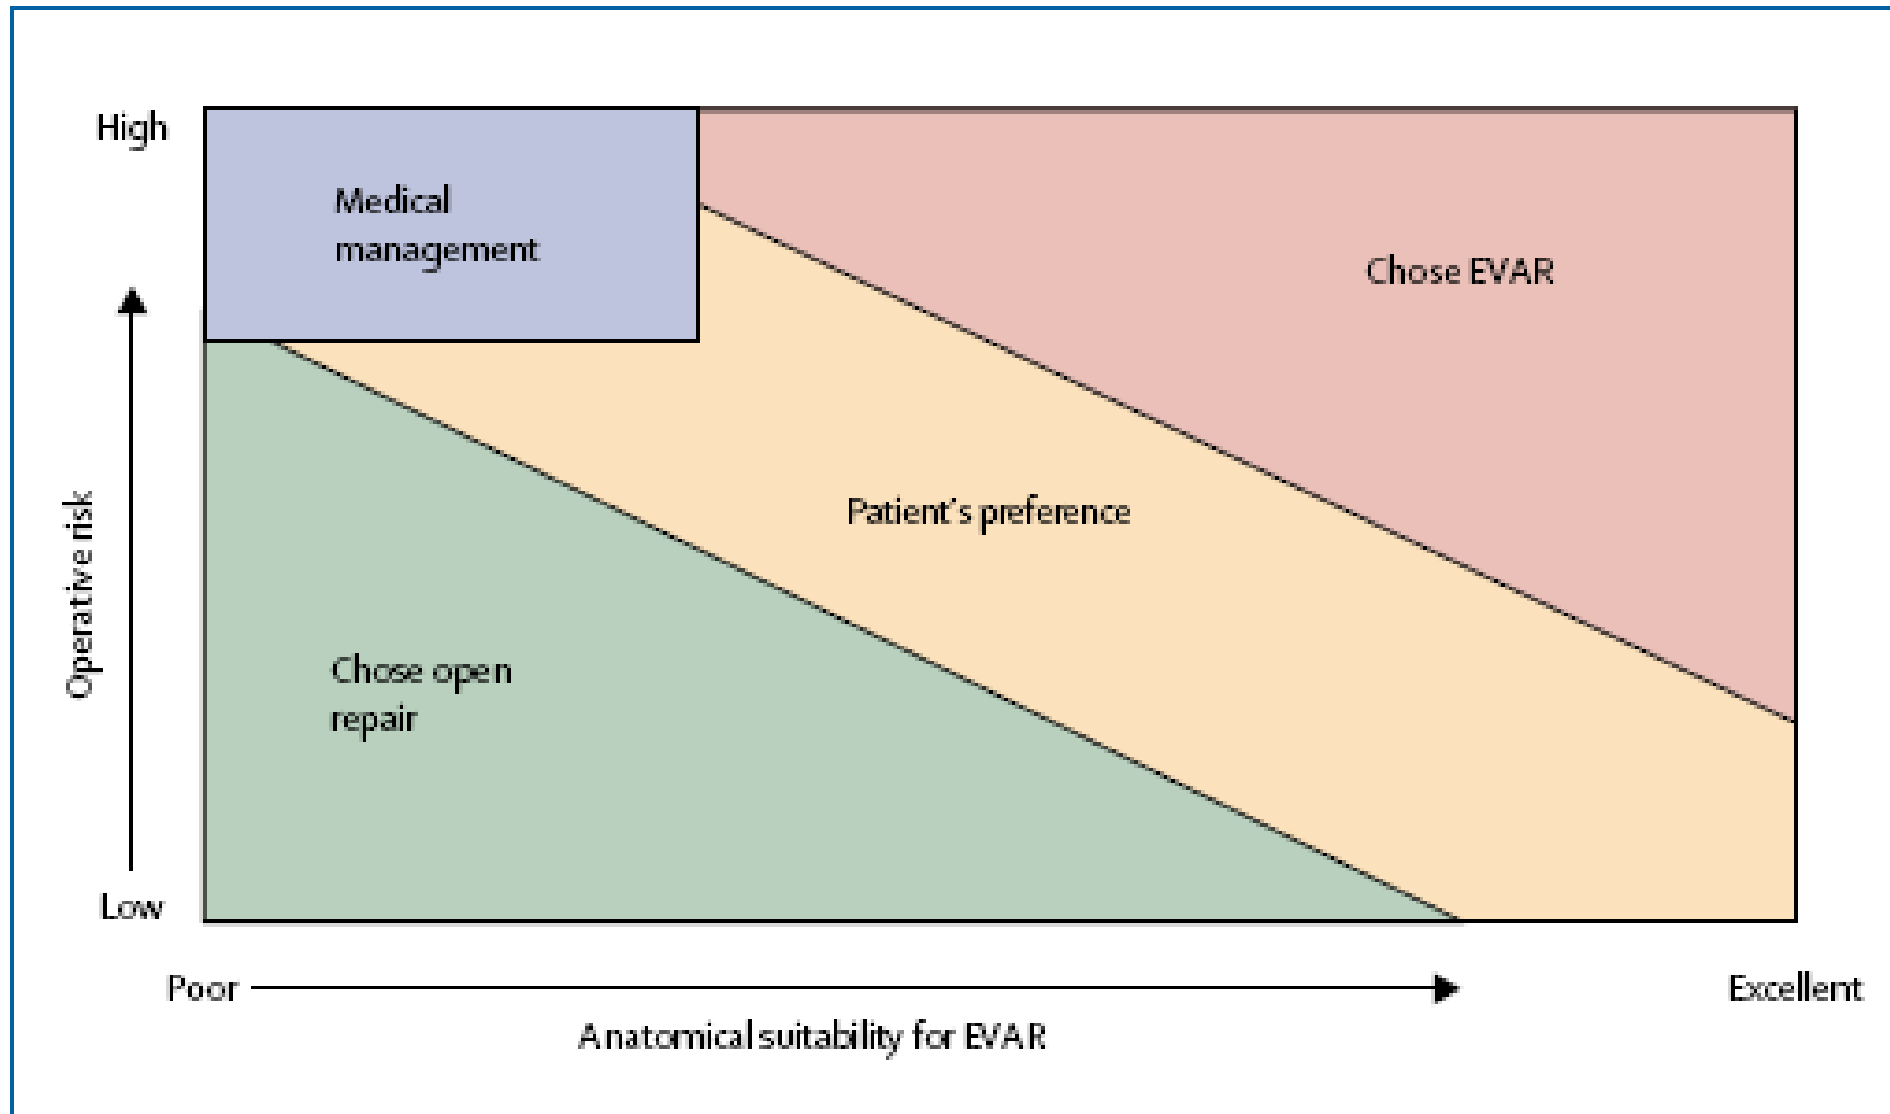 High
Medical
management
Chose EVAR
Patient's preference
Operative risk
Chose open
repair
Low
Poor
Excellent
Anatomical suitability for EVAR